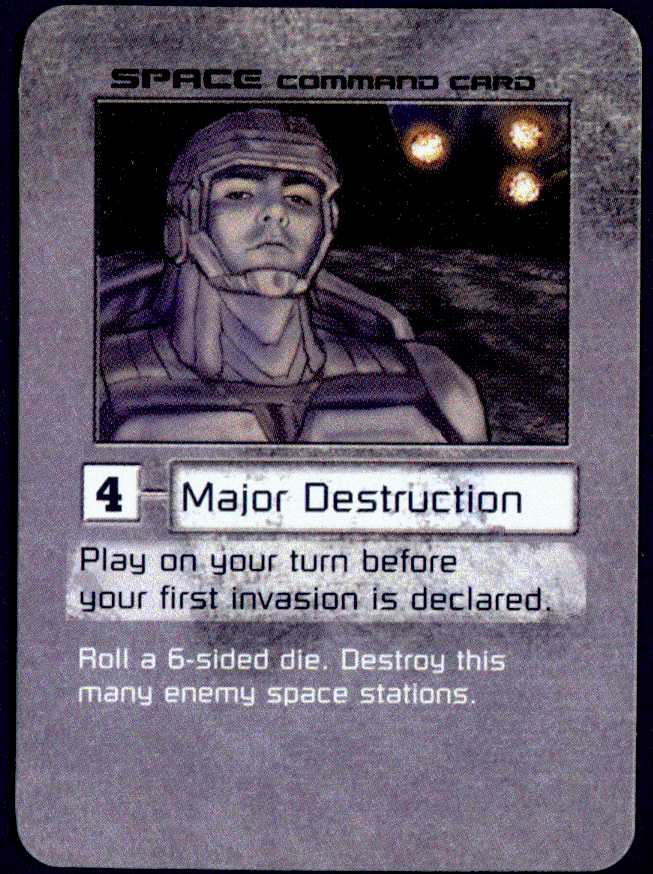 SPACE COMMAND CARD
4 Major Destruction
Play on your turn before
your first invasion is declared.
Roll a 6-sided die. Destroy this
many enemy space stations.